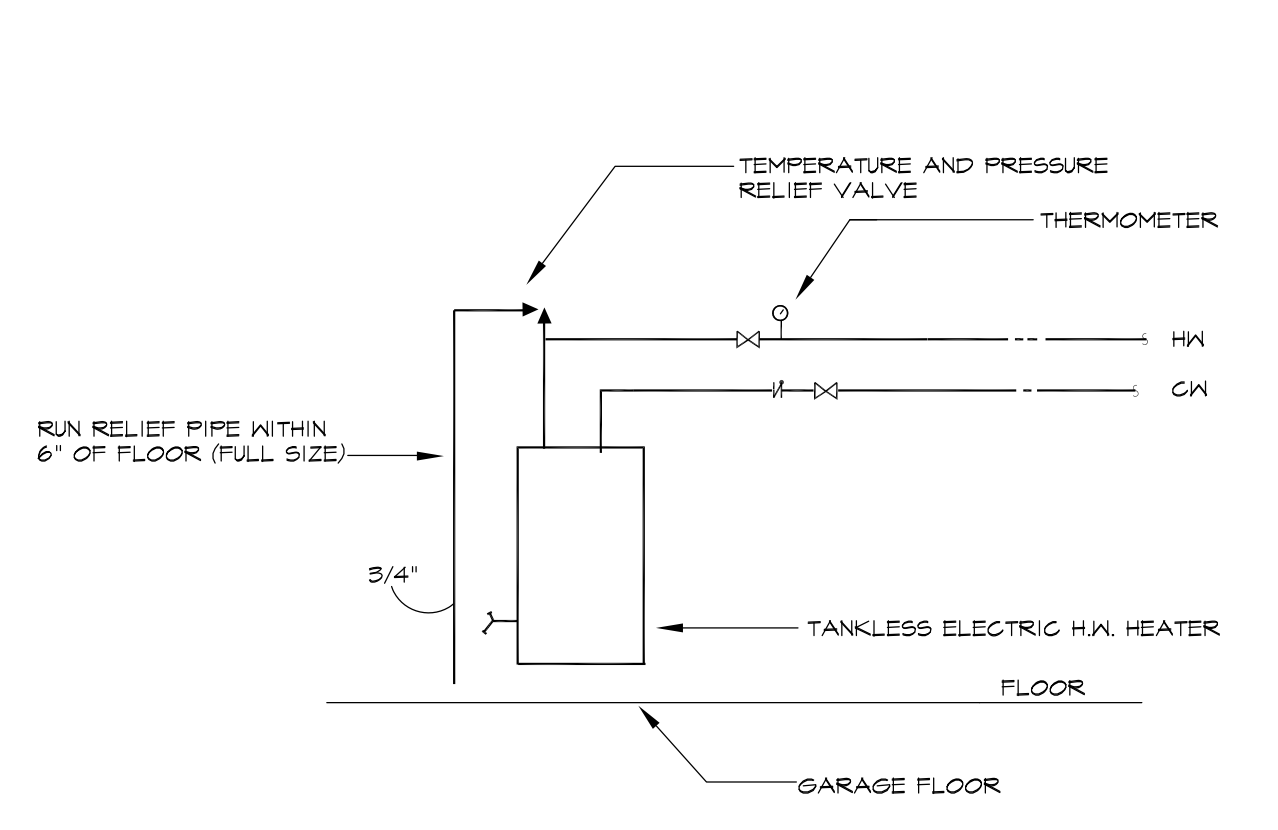 TEMPERATURE AND PRESSURE
RELIEF VALVE
THERMOMETER
HW
CW
RUN RELIEF PIPE WITHIN
6" OF FLOOR (FULL SIZE)
3/4"
TANKLESS ELECTRIC H.W. HEATER
FLOOR
GARAGE FLOOR